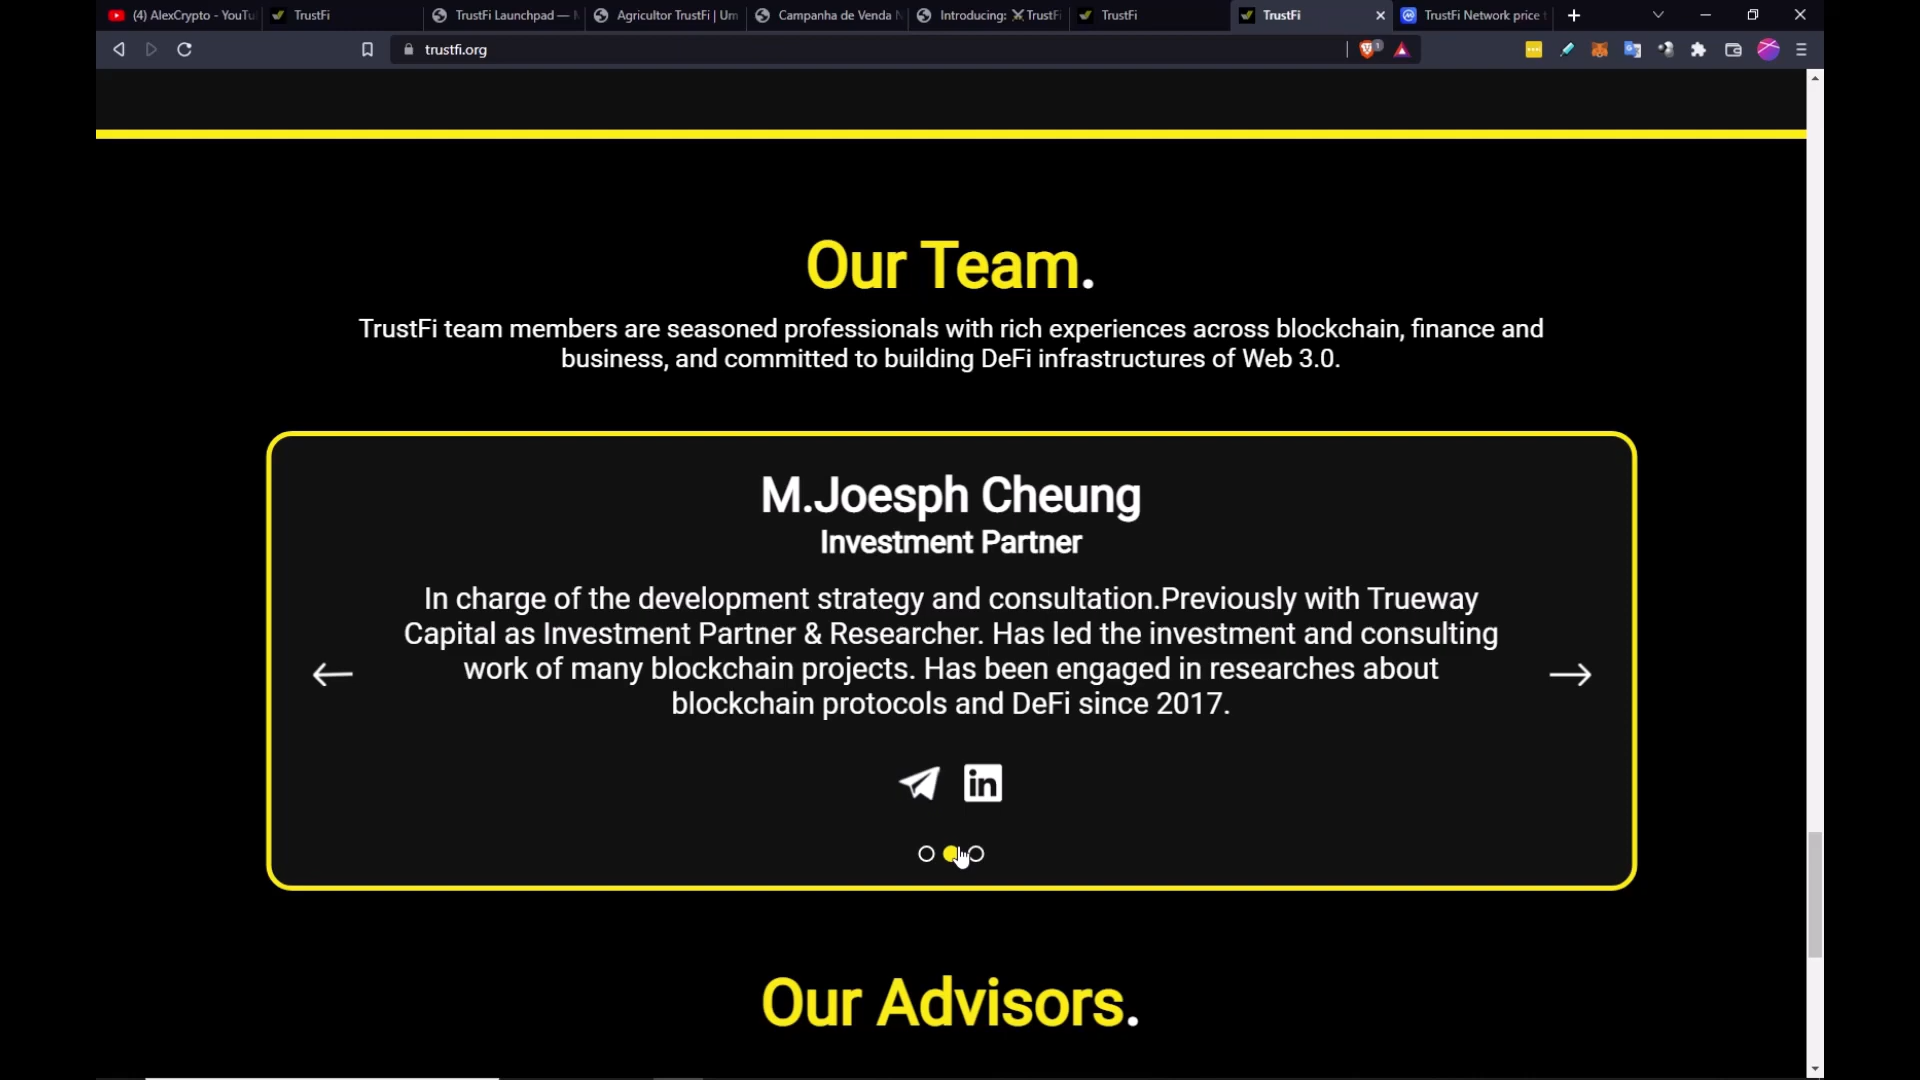 (4) AlexCrypto - YouTu
TrustFi
TrustFi Launchpad —
Agricultor TrustFi | Um
Campanha de Venda
Introducing: ⚔TrustFi
TrustFi
TrustFi
TrustFi Network price t
trustfi.org
1
Our Team.
TrustFi team members are seasoned professionals with rich experiences across blockchain, finance and
business, and committed to building DeFi infrastructures of Web 3.0.
M.Joesph Cheung
Investment Partner
In charge of the development strategy and consultation.Previously with Trueway
Capital as Investment Partner & Researcher. Has led the investment and consulting
work of many blockchain projects. Has been engaged in researches about
blockchain protocols and DeFi since 2017.
in
Our Advisors.